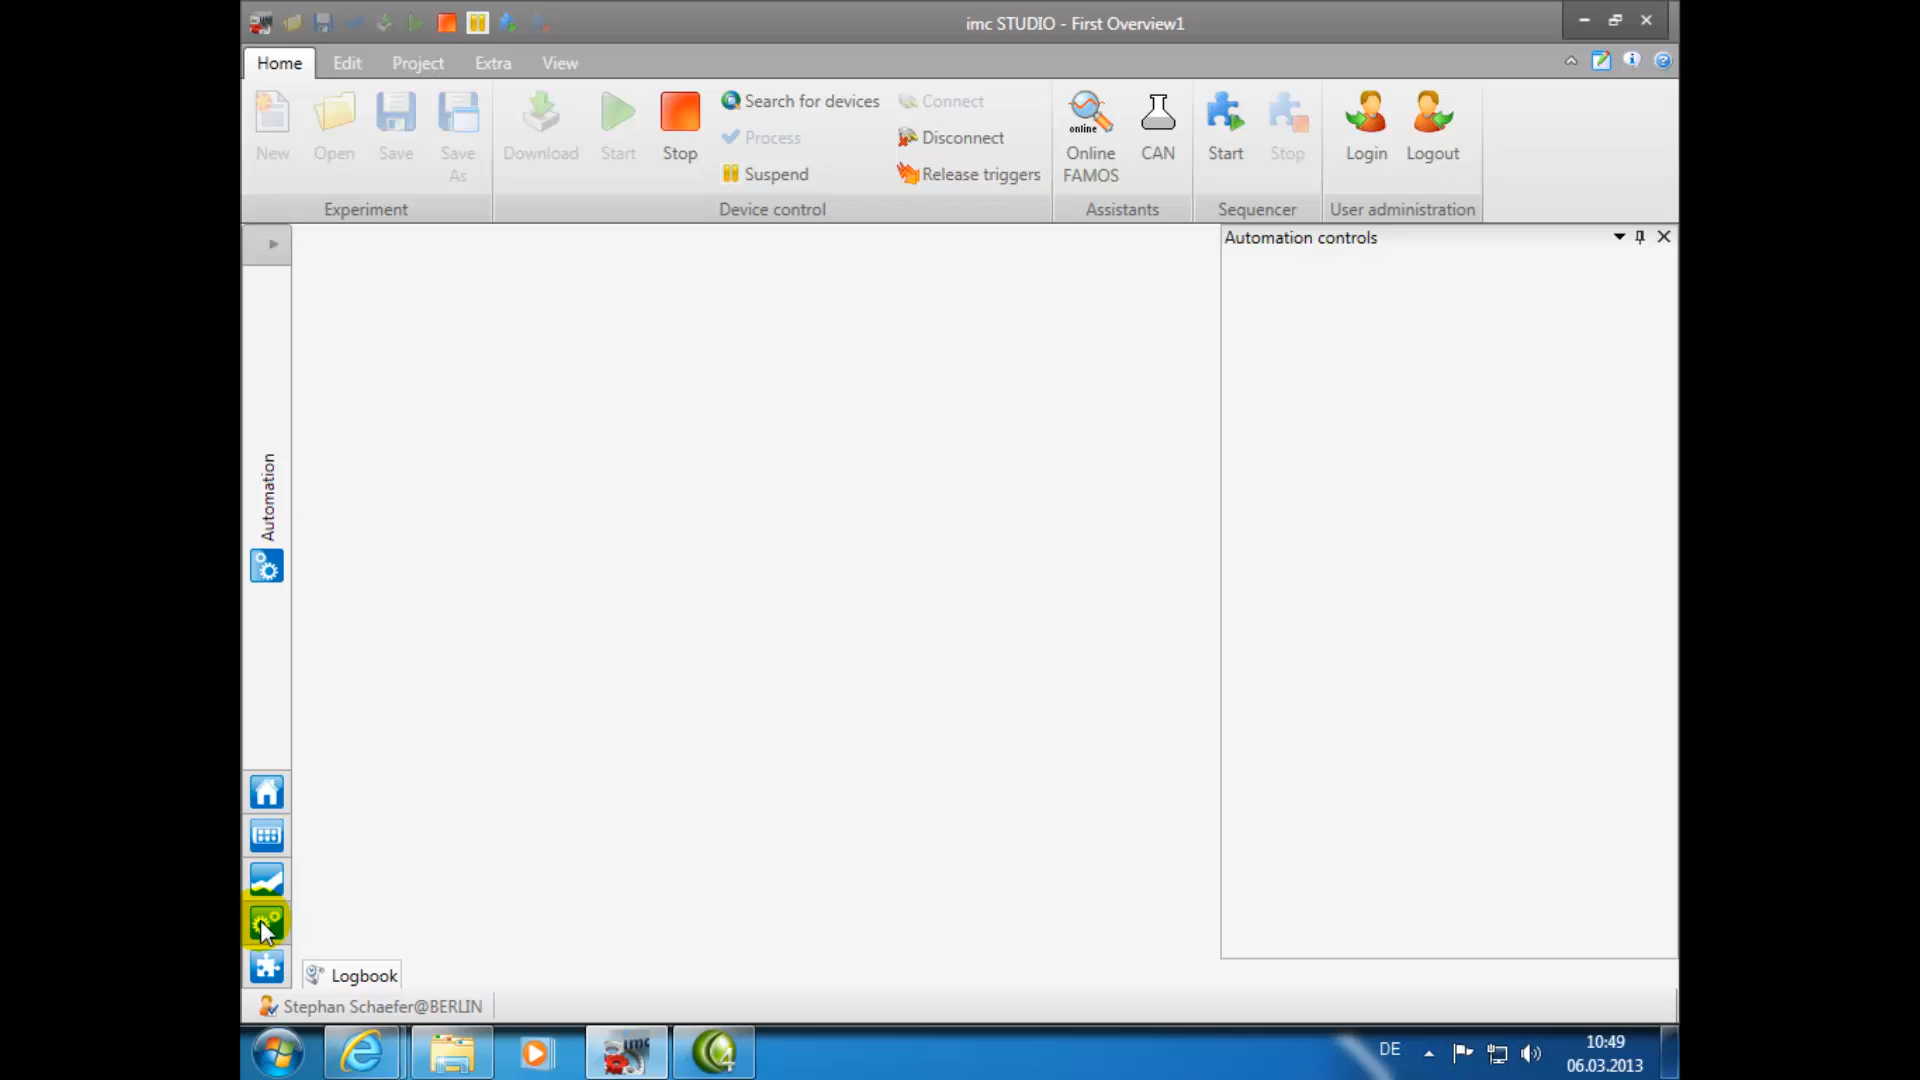 imc STUDIO - First Overview1
Home Edit Project Extra View
New Open Save Save As
Download Start Stop
Search for devices
Process
Suspend
Connect
Disconnect
Release triggers
Online FAMOS
online
CAN
Start Stop
Login Logout
Experiment Device control Assistants Sequencer User administration
Automation controls
Automation
Logbook
Stephan Schaefer@BERLIN
imc
4
DE
10:49
06.03.2013